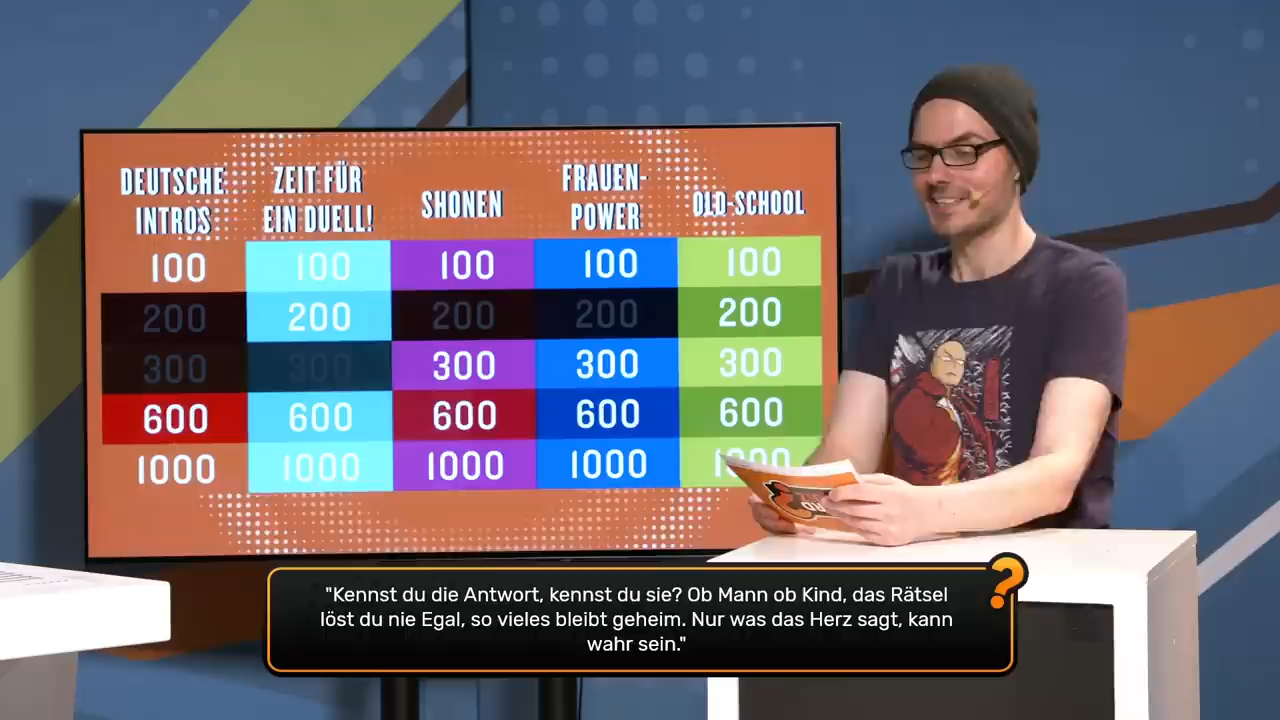 DEUTSCHE INTROS
ZEIT FÜR EIN DUELL!
SHONEN
FRAUEN-POWER
OLD-SCHOOL
100 100 100 100 100
200 200 200 200 200
300 300 300 300 300
600 600 600 600 600
1000 1000 1000 1000 1000
"Kennst du die Antwort, kennst du sie? Ob Mann ob Kind, das Rätsel
löst du nie Egal, so vieles bleibt geheim. Nur was das Herz sagt, kann
wahr sein."
?